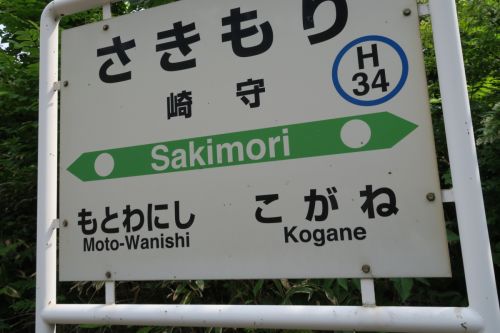 さきもり
H
34
崎守
Sakimori
もとわにし
Moto-Wanishi
こがね
Kogane